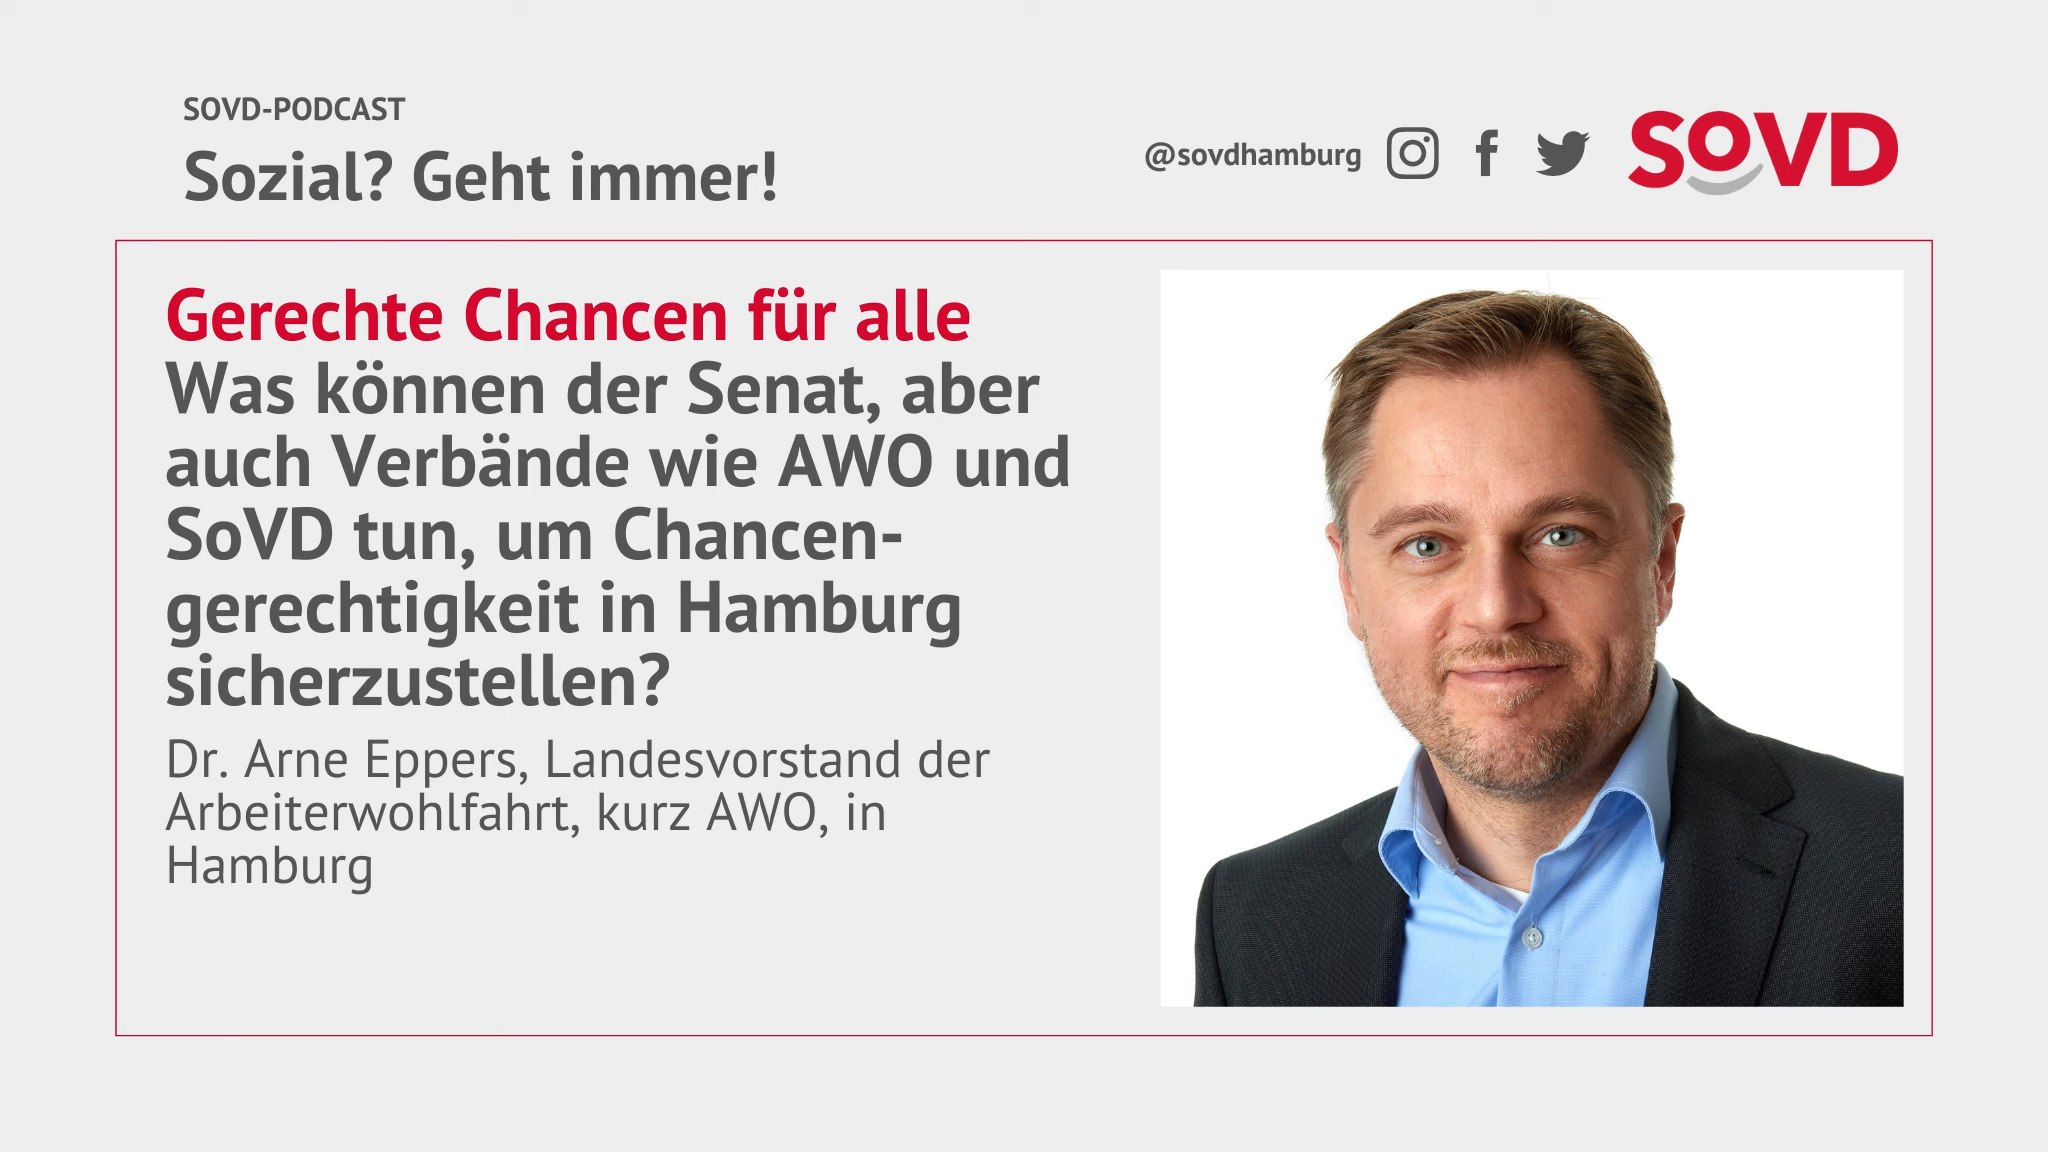 SOVD-PODCAST
Sozial? Geht immer!
@sovdhamburg
SoVD
Gerechte Chancen für alle
Was können der Senat, aber
auch Verbände wie AWO und
SoVD tun, um Chancen-
gerechtigkeit in Hamburg
sicherzustellen?
Dr. Arne Eppers, Landesvorstand der
Arbeiterwohlfahrt, kurz AWO, in
Hamburg